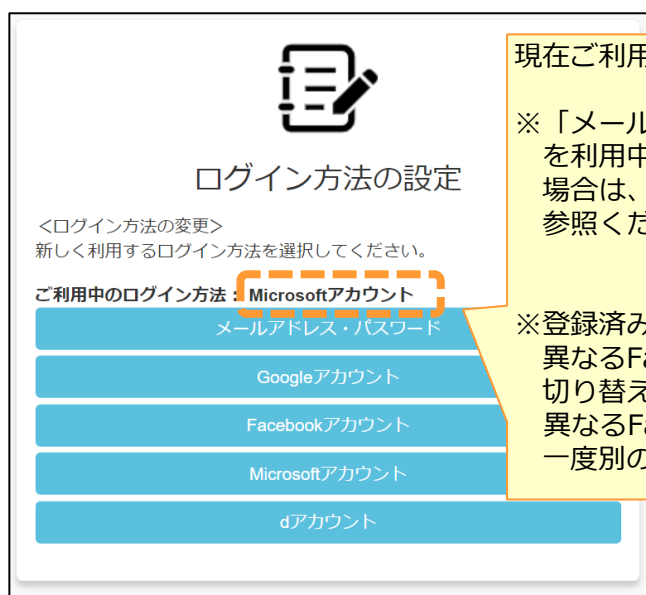 ログイン方法の設定
＜ログイン方法の変更＞
新しく利用するログイン方法を選択してください。
ご利用中のログイン方法： Microsoftアカウント
メールアドレス・パスワード
Googleアカウント
Facebookアカウント
Microsoftアカウント
dアカウント
現在ご利用
※「メール
を利用中
場合は、
参照くだ
※登録済み
異なるFa
切り替え
異なるFa
一度別の